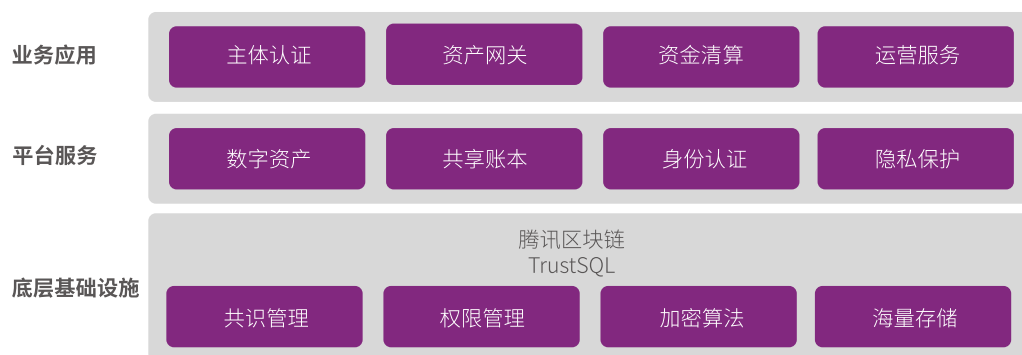 业务应用
主体认证 资产网关 资金清算 运营服务
平台服务
数字资产 共享账本 身份认证 隐私保护
腾讯区块链
TrustSQL
底层基础设施
共识管理 权限管理 加密算法 海量存储